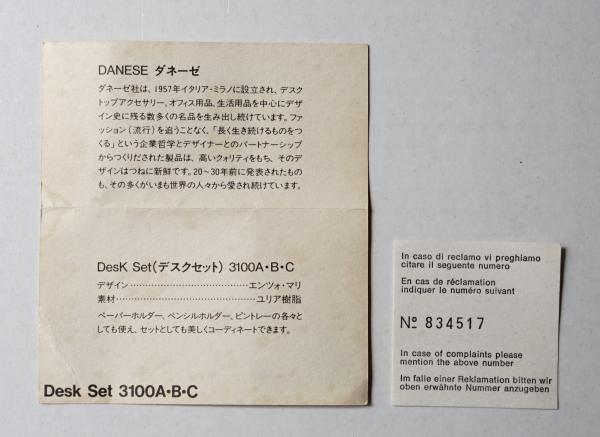 DANESE ダネーゼ
ダネーゼ社は、1957年イタリア・ミラノに設立され、デスク
トップアクセサリー、オフィス用品、生活用品を中心にデザ
イン史に残る数多くの名品を生み出し続けています。ファ
ッション(流行)を追うことなく、「長く生き続けるものをつ
くる」という企業哲学とデザイナーとのパートナーシップ
からつくりだされた製品は、高いクォリティをもち、そのデ
ザインはつねに新鮮です。20〜30年前に発表されたもの
も、その多くがいまも世界の人々から愛され続けています。
DesK Set(デスクセット) 3100A・B・C
デザイン………………………………エンツォ・マリ
素材……………………………………ユリア樹脂
ペーパーホルダー、ペンシルホルダー、ピントレーの各々と
しても使え、セットとしても美しくコーディネートできます。
Desk Set 3100A・B・C
In caso di reclamo vi preghiamo
citare il seguente numero
En cas de réclamation
indiquer le numéro suivant
Nº 834517
In case of complaints please
mention the above number
Im falle einer Reklamation bitten wir
oben erwähnte Nummer anzugeben